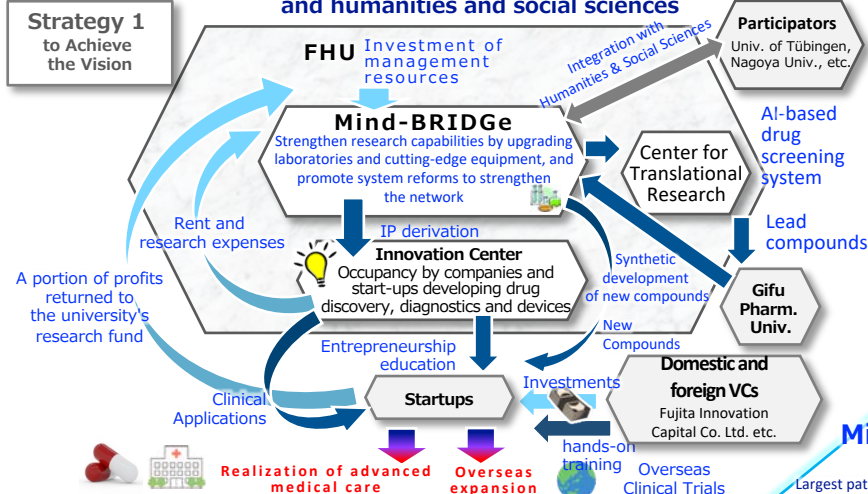 and humanities and social sciences
Strategy 1
to Achieve
the Vision
FHU
Investment of
management
resources
Integration with
Humanities & Social Sciences
Participators
Univ. of Tübingen,
Nagoya Univ., etc.
Mind-BRIDGe
Strengthen research capabilities by upgrading
laboratories and cutting-edge equipment, and
promote system reforms to strengthen
the network
Center for
Translational
Research
AI-based
drug
screening
system
Lead
compounds
Rent and
research expenses
IP derivation
Innovation Center
Occupancy by companies and
start-ups developing drug
discovery, diagnostics and devices
Synthetic
development
of new compounds
New
Compounds
Gifu
Pharm.
Univ.
A portion of profits
returned to
the university's
research fund
Entrepreneurship
education
Clinical
Applications
Startups
Investments
hands-on
training
Domestic and
foreign VCs
Fujita Innovation
Capital Co. Ltd. etc.
Realization of advanced
medical care
Overseas
expansion
Overseas
Clinical Trials
Mi
Largest pat